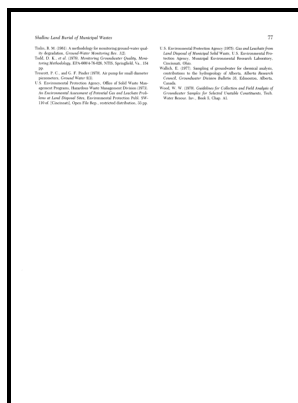 Shallow Land Burial of Municipal Wastes 77
Todd, D. K., et al. (1976). Monitoring Groundwater Quality, Moni-
toring Methodology, EPA-600/4-76-026. NTIS, Springfield, Va., 154
pp.
Trescott, P. C., and G. F. Pinder (1970). Air pump for small-diameter
piezometers, Ground Water 8(3).
U.S. Environmental Protection Agency, Office of Solid Waste Man-
agement Programs, Hazardous Waste Management Division
An Environmental Assessment of Potential Gas and Leachate Prob-
lems at Land Disposal Sites. Environmental Protection Publ. SW-
110 of. [Cincinnati], Open File Rep., restricted distribution, 33 pp.
U.S. Environmental Protection Agency (1975). Gas and Leachate from
Land Disposal of Municipal Solid Waste. U.S. Environmental Pro-
tection Agency, Municipal Environmental Research Laboratory,
Cincinnati, Ohio.
Wallick, E. (1977). Sampling of groundwater for chemical analysis,
contributions to the hydrogeology of Alberta, Alberta Research
Council, Groundwater Division Bulletin 35, Edmonton, Alberta,
Canada.
Wood, W. W. (1976). Guidelines for Collection and Field Analysis of
Groundwater Samples for Selected Unstable Constituents. Tech.
Water Resour. Inv., Book 5, Chap.